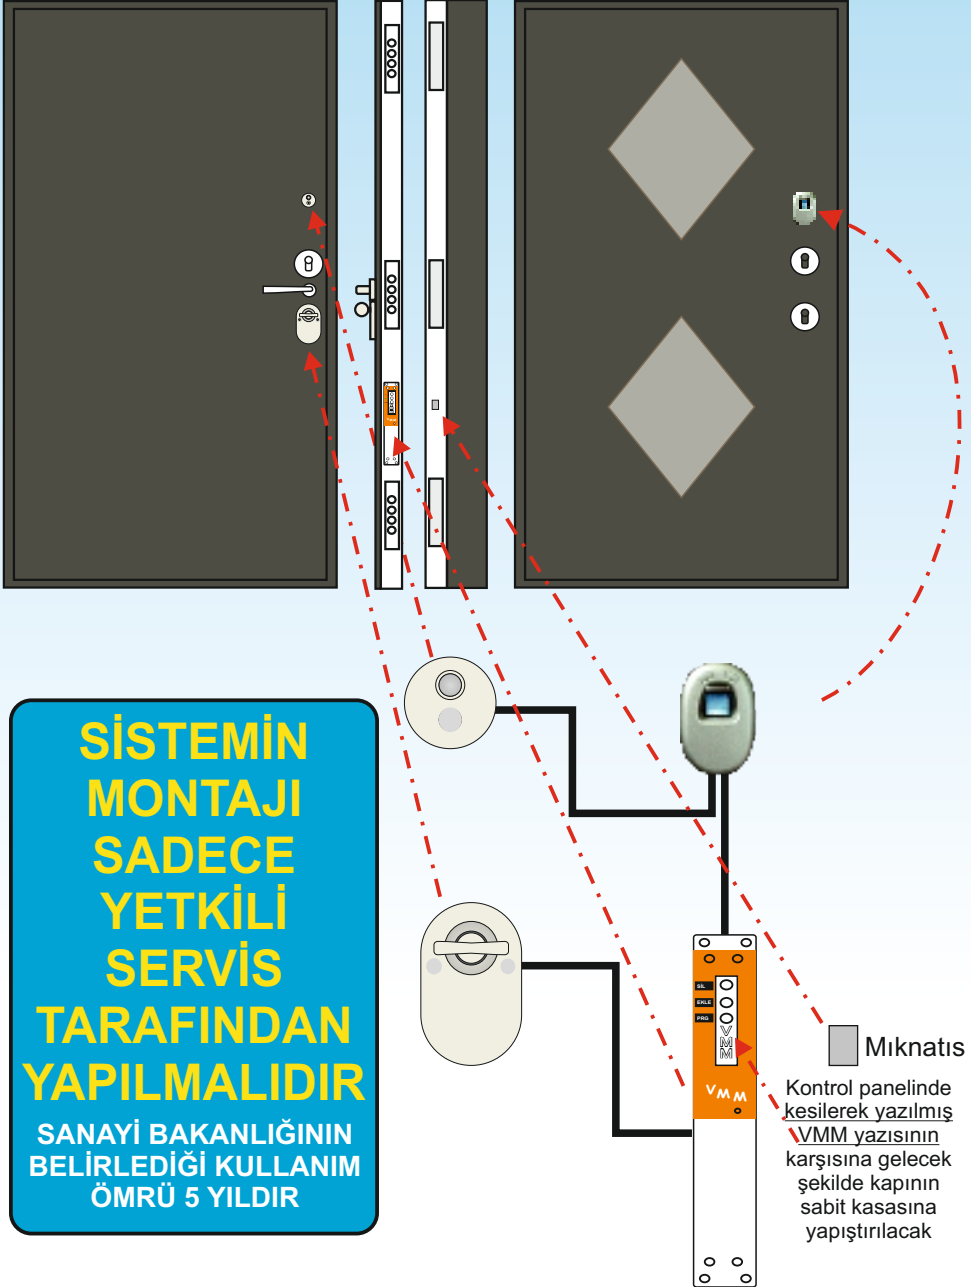 SİSTEMİN
MONTAJI
SADECE
YETKİLİ
SERVİS
TARAFINDAN
YAPILMALIDIR
SANAYİ BAKANLIĞININ
BELİRLEDİĞİ KULLANIM
ÖMRÜ 5 YILDIR
SİL
EKLE
PRG
VMM
VMM
Mıknatıs
Kontrol panelinde
kesilerek yazılmış
VMM yazısının
karşısına gelecek
şekilde kapının
sabit kasasına
yapıştırılacak